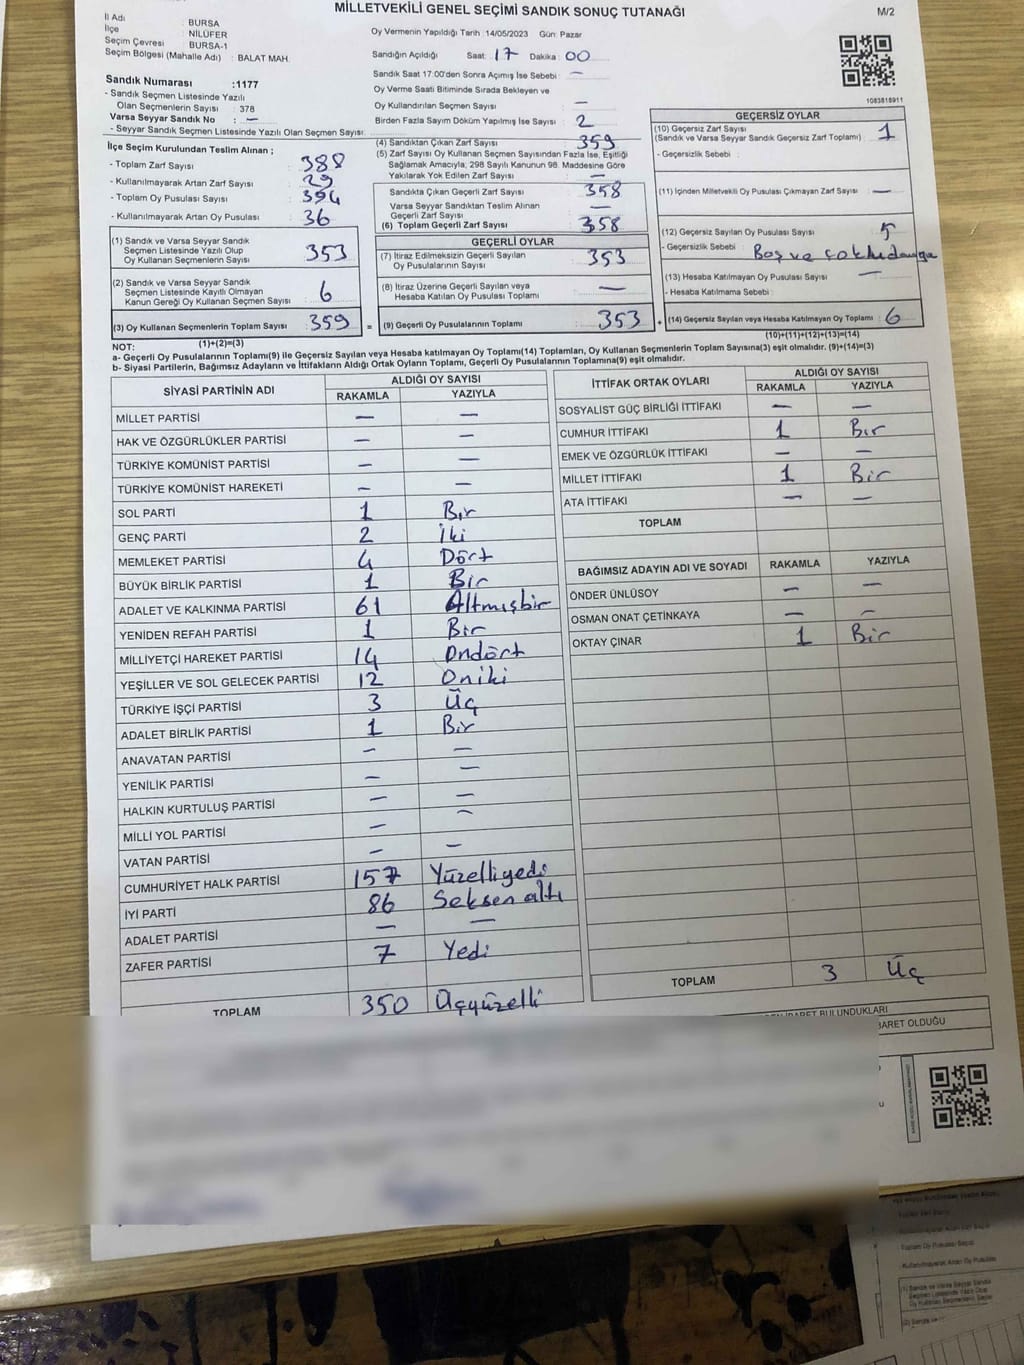 MİLLETVEKİLİ GENEL SEÇİMİ SANDIK SONUÇ TUTANAĞI
M/2
İl Adı : BURSA
İlçe : NİLÜFER
Seçim Çevresi BURSA-1
Seçim Bölgesi (Mahalle Adı) : BALAT MAH.
Oy Vermenin Yapıldığı Tarih : 14/05/2023 Gün: Pazar
Sandığın Açıldığı Saat: 17 Dakika: 00
Sandık Saat 17:00'den Sonra Açımış İse Sebebi : —
Oy Verme Saati Bitiminde Sırada Bekleyen ve
Oy Kullandırılan Seçmen Sayısı : —
Birden Fazla Sayım Döküm Yapılmış İse Sayısı : 2
1083818911
Sandık Numarası :1177
- Sandık Seçmen Listesinde Yazılı
Olan Seçmenlerin Sayısı : 378
Varsa Seyyar Sandık No : —
- Seyyar Sandık Seçmen Listesinde Yazılı Olan Seçmen Sayısı:
İlçe Seçim Kurulundan Teslim Alınan ;
- Toplam Zarf Sayısı : 388
- Kullanılmayarak Artan Zarf Sayısı : 29
- Toplam Oy Pusulası Sayısı : 394
- Kullanılmayarak Artan Oy Pusulası : 36
(1) Sandık ve Varsa Seyyar Sandık
Seçmen Listesinde Yazılı Olup
Oy Kullanan Seçmenlerin Sayısı : 353
(2) Sandık ve Varsa Seyyar Sandık
Seçmen Listesinde Kayıtlı Olmayan
Kanun Gereği Oy Kullanan Seçmen Sayısı : 6
(3) Oy Kullanan Seçmenlerin Toplam Sayısı : 359
(1)+(2)=(3)
(4) Sandıktan Çıkan Zarf Sayısı : 359
(5) Zarf Sayısı Oy Kullanan Seçmen Sayısından Fazla İse, Eşitliği
Sağlamak Amacıyla, 298 Sayılı Kanunun 98. Maddesine Göre
Yakılarak Yok Edilen Zarf Sayısı : —
Sandıkta Çıkan Geçerli Zarf Sayısı : 358
Varsa Seyyar Sandıktan Teslim Alınan
Geçerli Zarf Sayısı : —
(6) Toplam Geçerli Zarf Sayısı : 358
GEÇERLİ OYLAR
(7) İtiraz Edilmeksizin Geçerli Sayılan
Oy Pusulalarının Sayısı : 353
(8) İtiraz Üzerine Geçerli Sayılan veya
Hesaba Katılan Oy Pusulası Toplamı : —
= (9) Geçerli Oy Pusulalarının Toplamı : 353 +
GEÇERSİZ OYLAR
(10) Geçersiz Zarf Sayısı
(Sandık ve Varsa Seyyar Sandık Geçersiz Zarf Toplamı) : 1
- Geçersizlik Sebebi :
(11) İçinden Milletvekili Oy Pusulası Çıkmayan Zarf Sayısı : —
(12) Geçersiz Sayılan Oy Pusulası Sayısı : 5
- Geçersizlik Sebebi : Boş ve çokludamga
(13) Hesaba Katılmayan Oy Pusulası Sayısı : —
- Hesaba Katılmama Sebebi :
(14) Geçersiz Sayılan veya Hesaba Katılmayan Oy Toplamı : 6
(10)+(11)+(12)+(13)=(14)
NOT:
a- Geçerli Oy Pusulalarının Toplamı(9) ile Geçersiz Sayılan veya Hesaba katılmayan Oy Toplamı(14) Toplamları, Oy Kullanan Seçmenlerin Toplam Sayısına(3) eşit olmalıdır. (9)+(14)=(3)
b- Siyasi Partilerin, Bağımsız Adayların ve İttifakların Aldığı Ortak Oyların Toplamı, Geçerli Oy Pusulalarının Toplamına(9) eşit olmalıdır.
SİYASİ PARTİNİN ADI ALDIĞI OY SAYISI
RAKAMLA YAZIYLA
MİLLET PARTİSİ — —
HAK VE ÖZGÜRLÜKLER PARTİSİ — —
TÜRKİYE KOMÜNİST PARTİSİ — —
TÜRKİYE KOMÜNİST HAREKETİ — —
SOL PARTİ 1 Bir
GENÇ PARTİ 2 İki
MEMLEKET PARTİSİ 4 Dört
BÜYÜK BİRLİK PARTİSİ 1 Bir
ADALET VE KALKINMA PARTİSİ 61 Altmışbir
YENİDEN REFAH PARTİSİ 1 Bir
MİLLİYETÇİ HAREKET PARTİSİ 14 Ondört
YEŞİLLER VE SOL GELECEK PARTİSİ 12 Oniki
TÜRKİYE İŞÇİ PARTİSİ 3 Üç
ADALET BİRLİK PARTİSİ 1 Bir
ANAVATAN PARTİSİ — —
YENİLİK PARTİSİ — —
HALKIN KURTULUŞ PARTİSİ — —
MİLLİ YOL PARTİSİ — —
VATAN PARTİSİ — —
CUMHURİYET HALK PARTİSİ 157 Yüzelliyedi
İYİ PARTİ 86 Seksen altı
ADALET PARTİSİ — —
ZAFER PARTİSİ 7 Yedi
TOPLAM 350 Üçyüzelli
İTTİFAK ORTAK OYLARI ALDIĞI OY SAYISI
RAKAMLA YAZIYLA
SOSYALİST GÜÇ BİRLİĞİ İTTİFAKI — —
CUMHUR İTTİFAKI 1 Bir
EMEK VE ÖZGÜRLÜK İTTİFAKI — —
MİLLET İTTİFAKI 1 Bir
ATA İTTİFAKI — —
TOPLAM
BAĞIMSIZ ADAYIN ADI VE SOYADI RAKAMLA YAZIYLA
ÖNDER ÜNLÜSOY — —
OSMAN ONAT ÇETİNKAYA — —
OKTAY ÇINAR 1 Bir
TOPLAM 3 Üç
BULUNDUKLARI
BARET OLDUĞU
Toplam Oy Pusulası Sayısı
Kullanılmayarak Artan Oy Pusulası